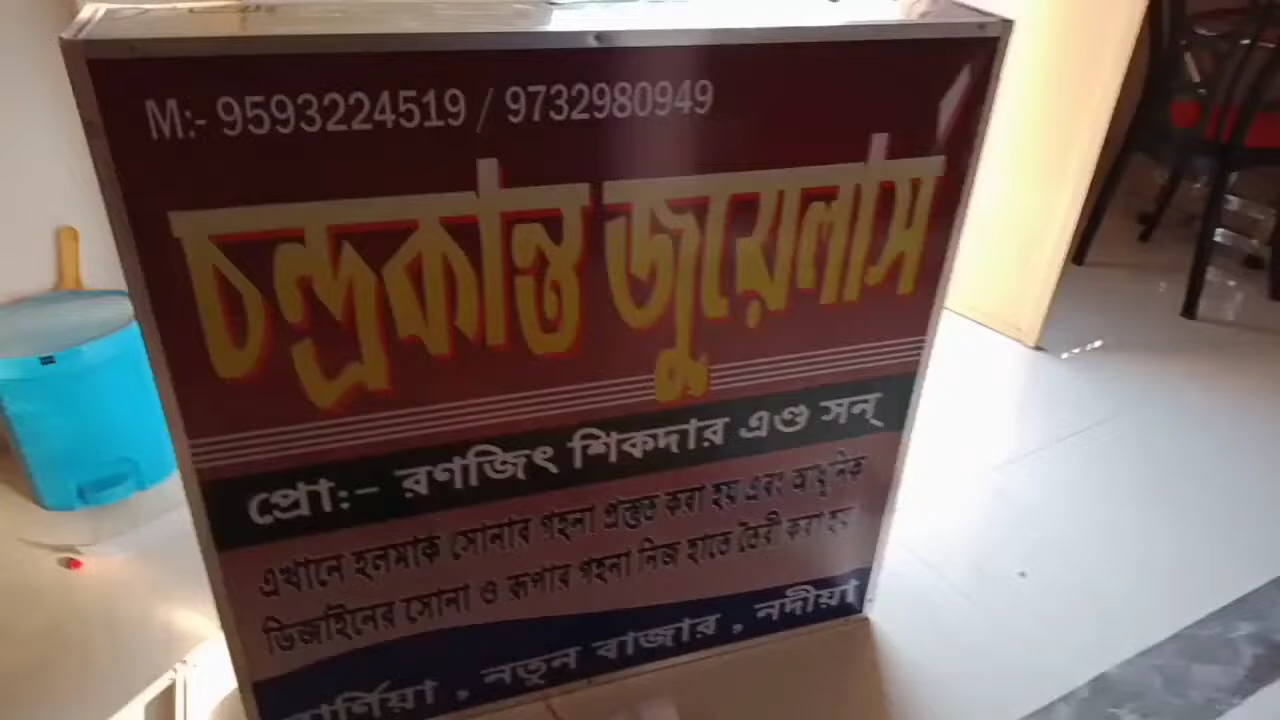 M:- 9593224519 / 9732980949
চন্দ্রকান্ত জুয়েলাস
প্রো:- রণজিৎ শিকদার এণ্ড সন্
এখানে হলমার্ক সোনার গহনা প্রস্তুত করা হয় এবং আধুনিক
ডিজাইনের সোনা ও রূপার গহনা নিজ হাতে তৈরী করা হয়
, নতুন বাজার , নদীয়া